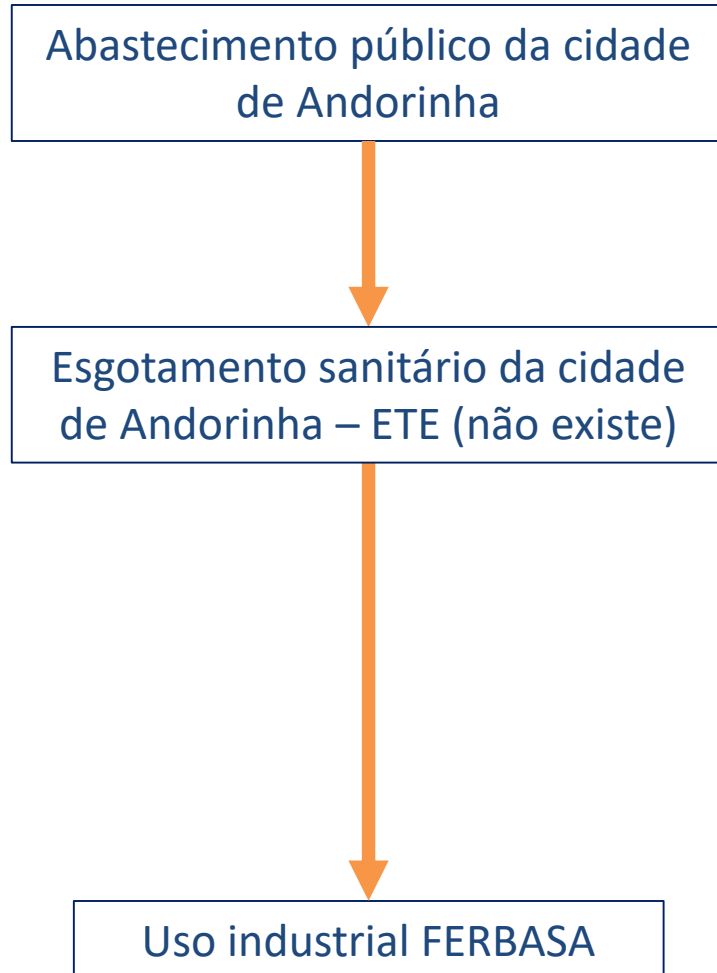 Abastecimento público da cidade
de Andorinha
Esgotamento sanitário da cidade
de Andorinha – ETE (não existe)
Uso industrial FERBASA